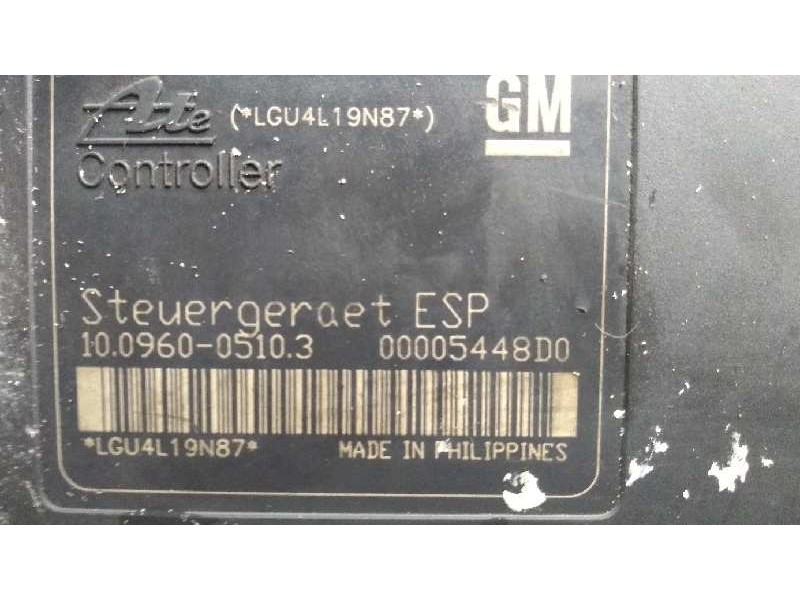 Ate (*LGU4L19N87*) GM
Controller
Steuergeraet ESP
10.0960-0510.3 00005448D0
*LGU4L19N87* MADE IN PHILIPPINES